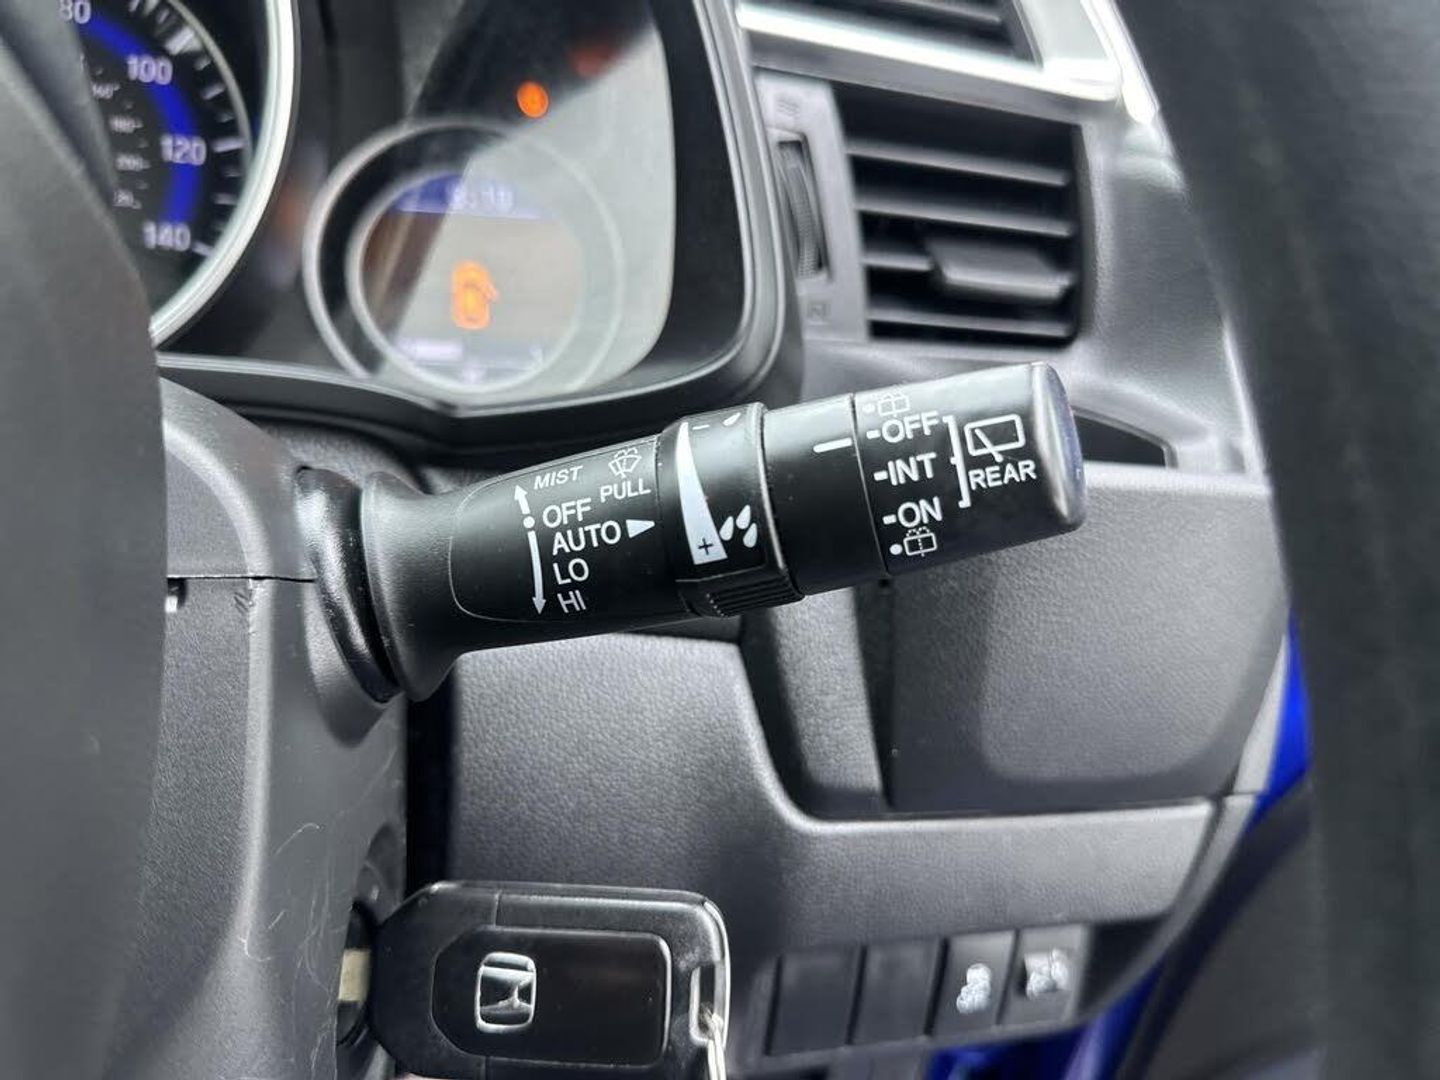 80
100
120
140
MIST
PULL
OFF
AUTO
LO
HI
- 
+
-OFF
-INT
-ON
REAR